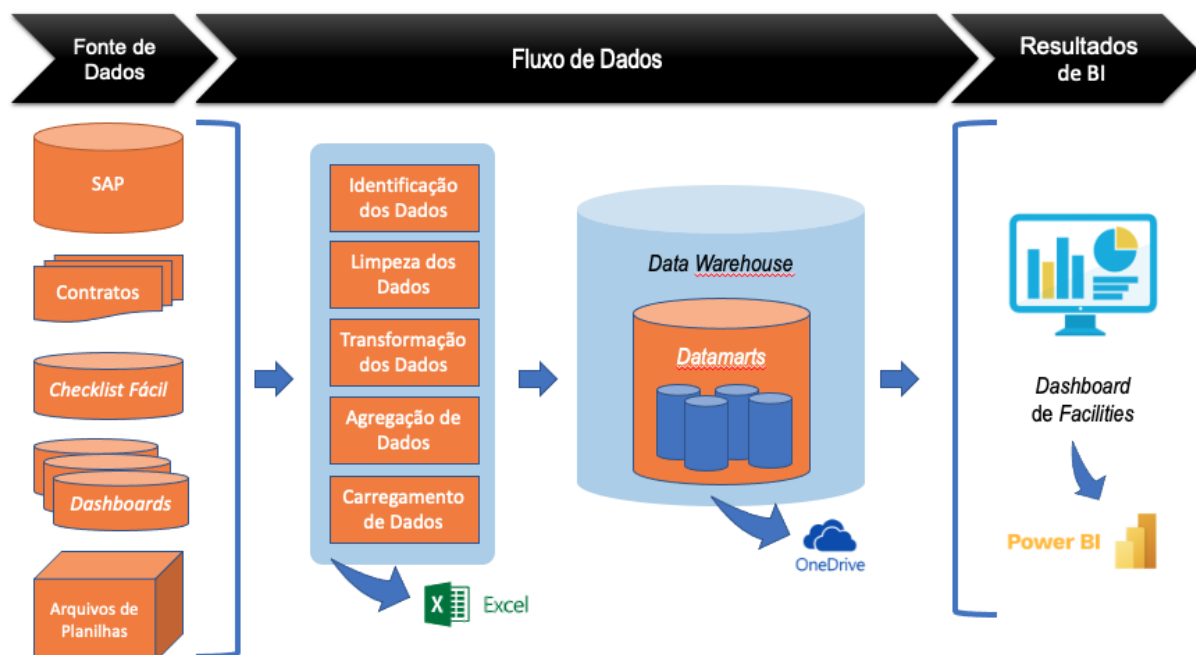 Fonte de
Dados
Fluxo de Dados
Resultados
de BI
SAP
Contratos
Checklist Fácil
Dashboards
Arquivos de
Planilhas
Identificação
dos Dados
Limpeza dos
Dados
Transformação
dos Dados
Agregação de
Dados
Carregamento
de Dados
X
Excel
Data Warehouse
Datamarts
OneDrive
Dashboard
de Facilities
Power BI